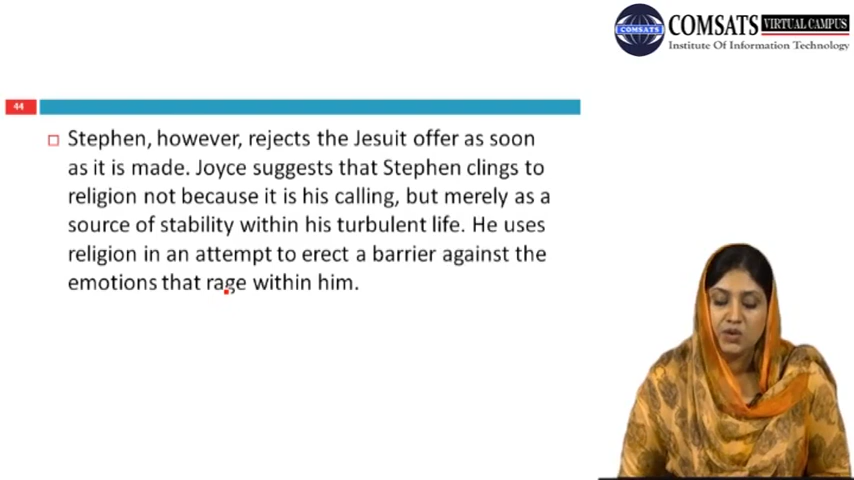 COMSATS VIRTUAL CAMPUS
COMSATS
Institute Of Information Technology
44
Stephen, however, rejects the Jesuit offer as soon
as it is made. Joyce suggests that Stephen clings to
religion not because it is his calling, but merely as a
source of stability within his turbulent life. He uses
religion in an attempt to erect a barrier against the
emotions that rage within him.